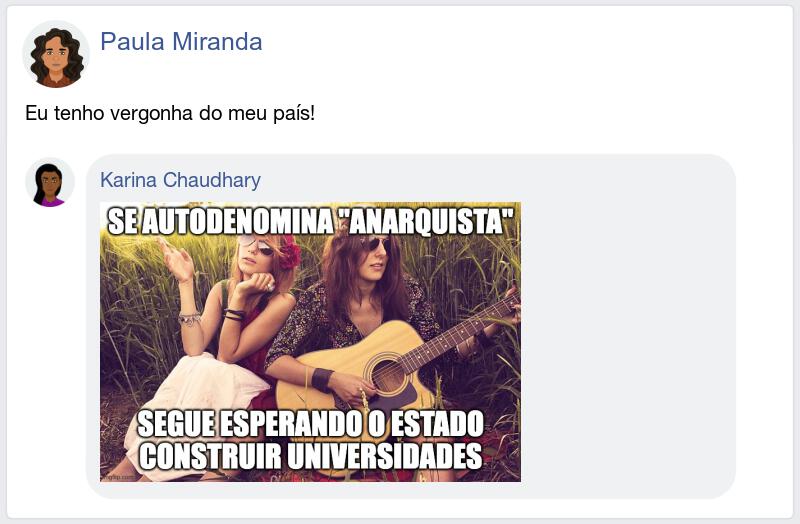 Paula Miranda
Eu tenho vergonha do meu país!
Karina Chaudhary
SE AUTODENOMINA "ANARQUISTA"
SEGUE ESPERANDO O ESTADO
CONSTRUIR UNIVERSIDADES
imgflip.com